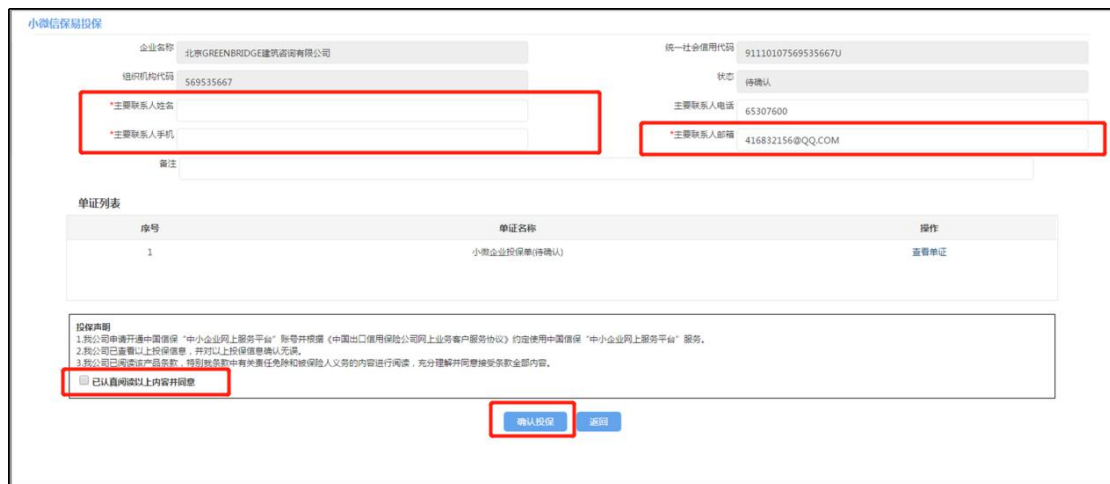 小微信保易投保
企业名称 北京GREENBRIDGE建筑咨询有限公司 统一社会信用代码 91110107569535667U
组织机构代码 569535667 状态 待确认
*主要联系人姓名 主要联系人电话 65307600
*主要联系人手机 *主要联系人邮箱 416832156@QQ.COM
备注
单证列表
序号 单证名称 操作
1 小微企业投保单(待确认) 查看单证
投保声明
1.我公司申请开通中国信保“中小企业网上服务平台”账号并根据《中国出口信用保险公司网上业务客户服务协议》约定使用中国信保“中小企业网上服务平台”服务。
2.我公司已查看以上投保信息，并对以上投保信息确认无误。
3.我公司已阅读该产品条款，特别就条款中有关责任免除和被保险人义务的内容进行阅读，充分理解并同意接受条款全部内容。
已认真阅读以上内容并同意
确认投保 返回